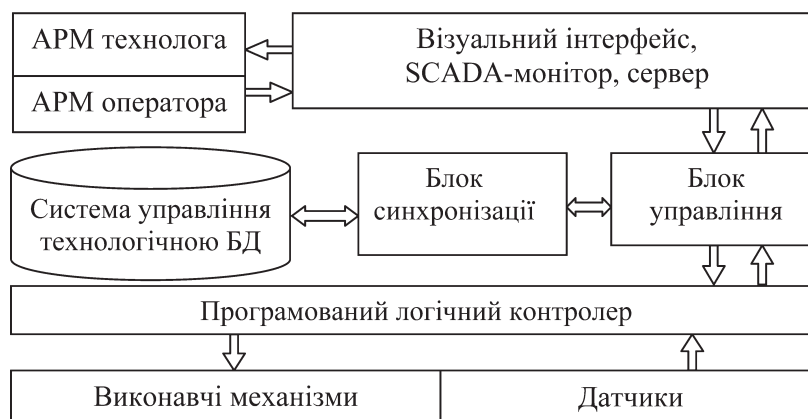 АРМ технолога
АРМ оператора
Візуальний інтерфейс,
SCADA-монітор, сервер
Система управління
технологічною БД
Блок
синхронізації
Блок
управління
Програмований логічний контролер
Виконавчі механізми
Датчики